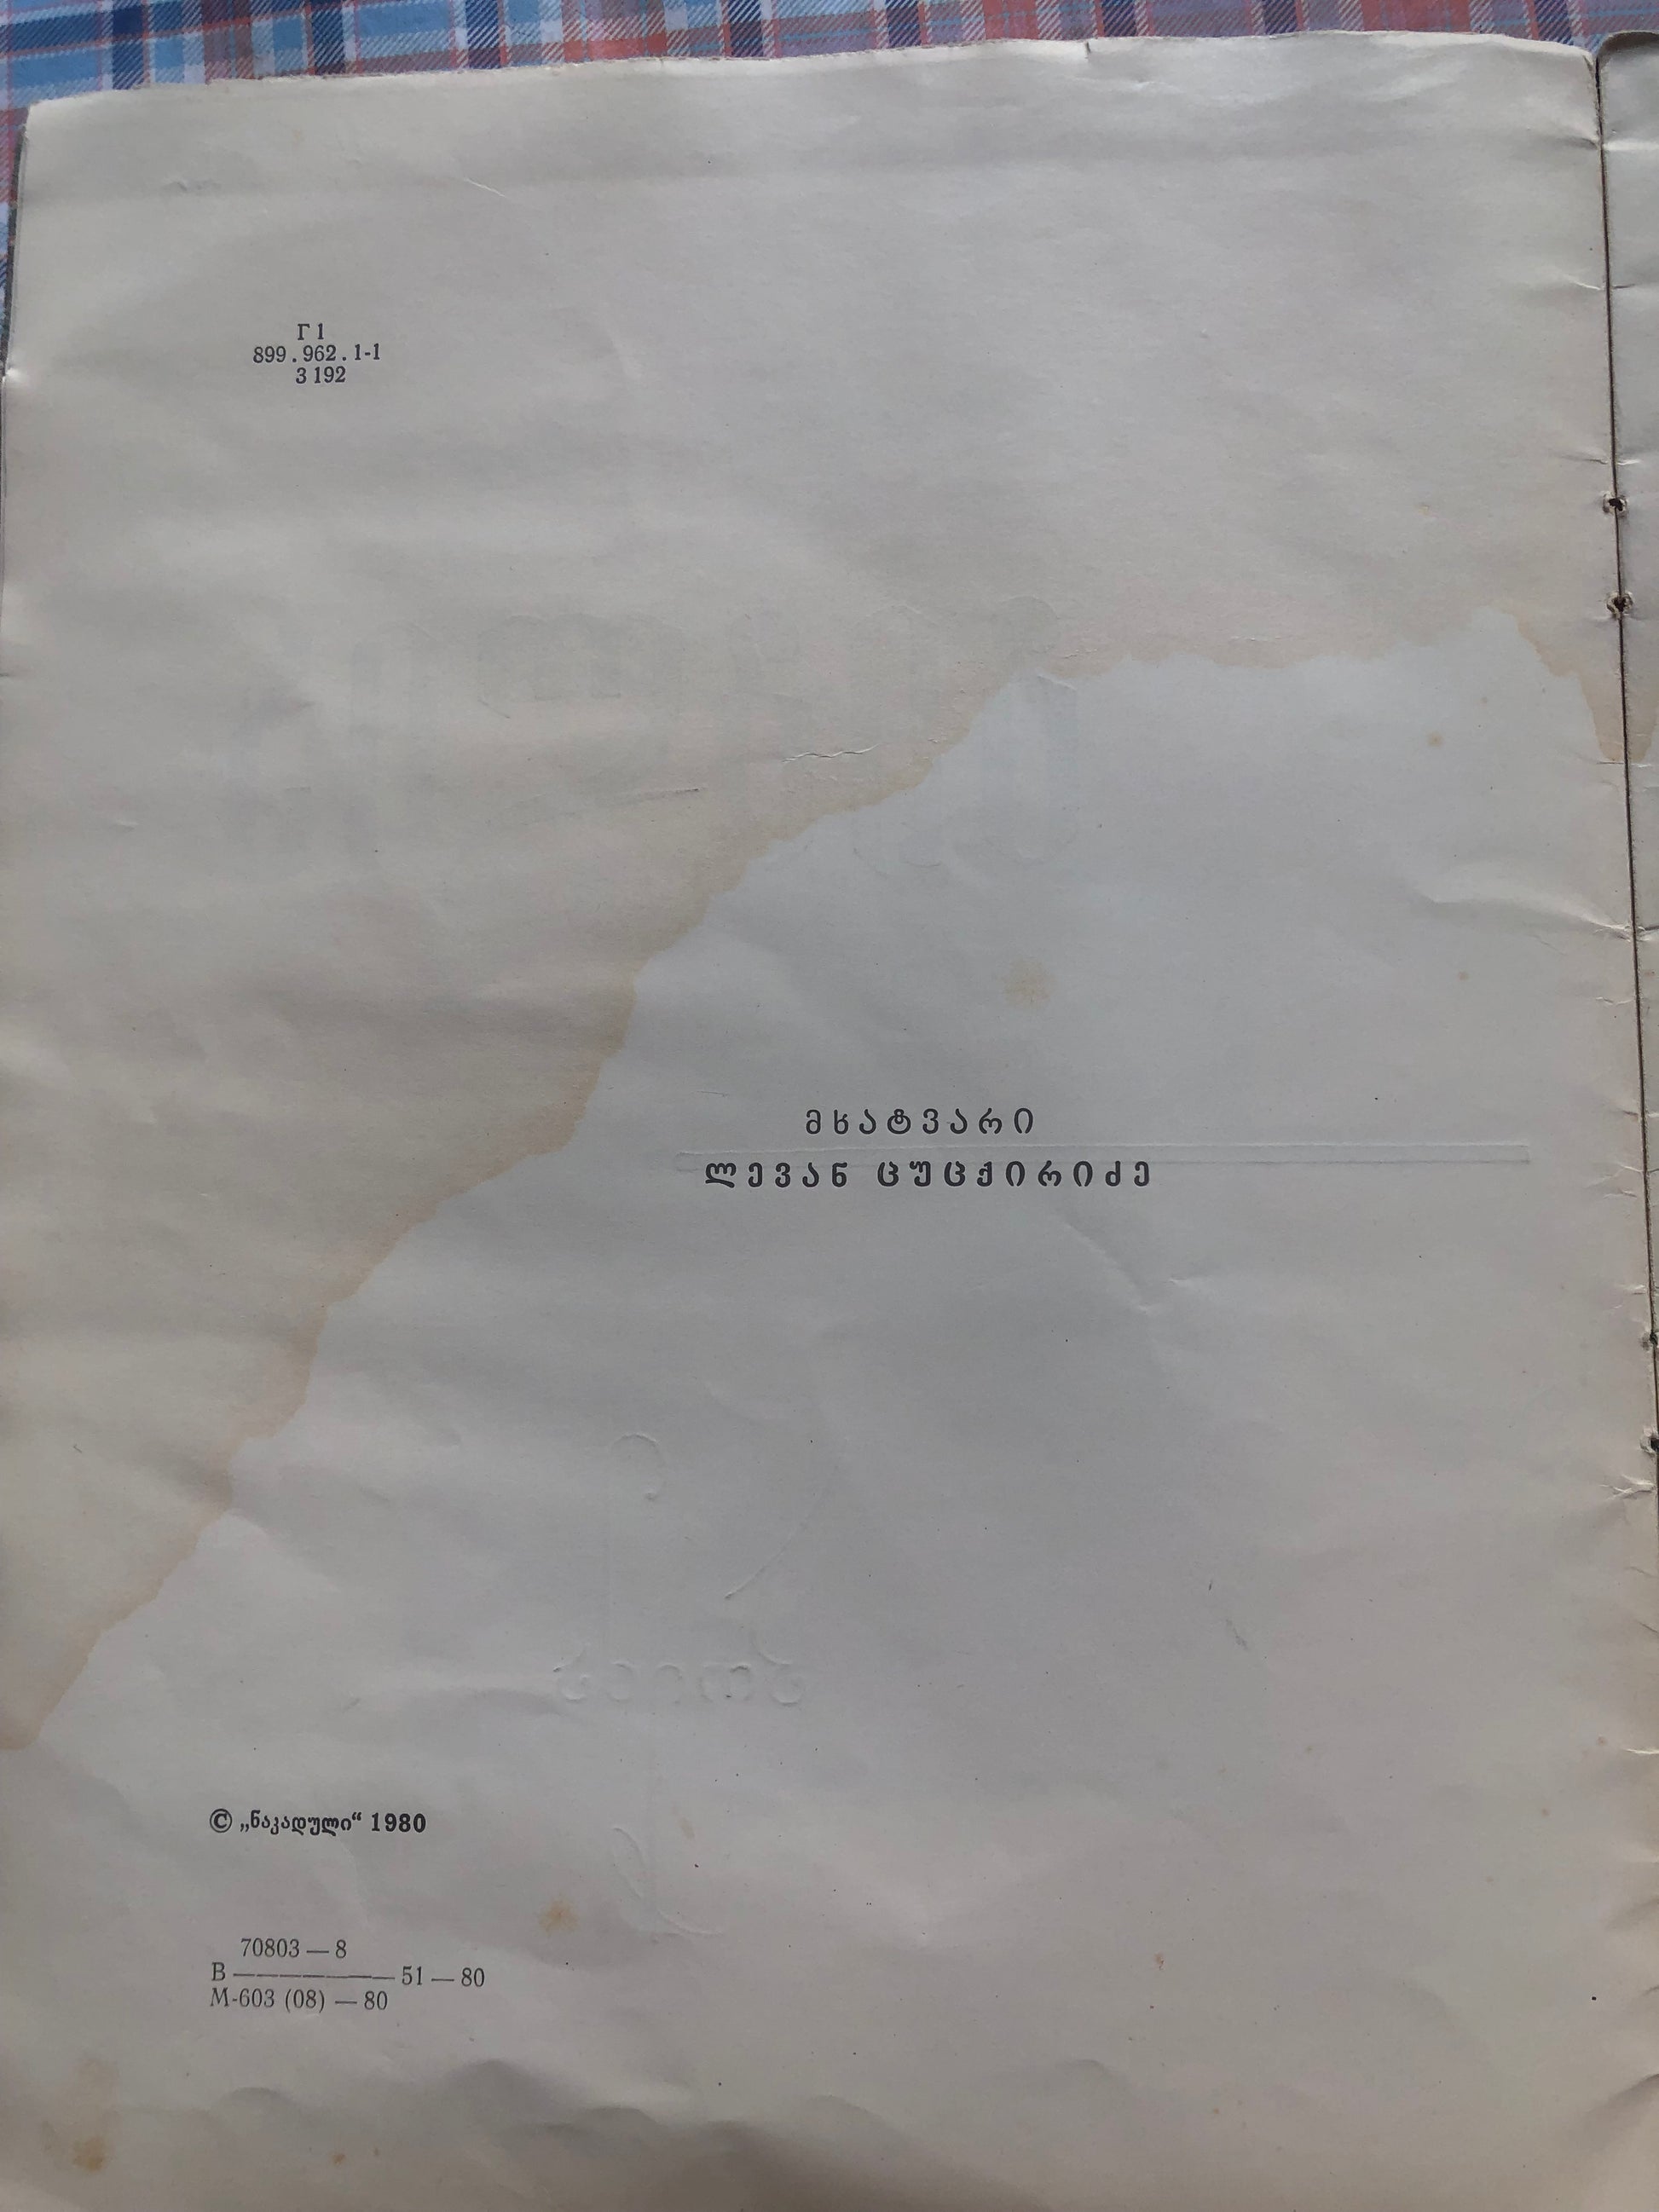 Г 1
899.962.1-1
3 192
მხატვარი
ლევან ცუცქირიძე
© „ნაკადული“ 1980
70803 — 8
В ——————— 51 — 80
М-603 (08) — 80